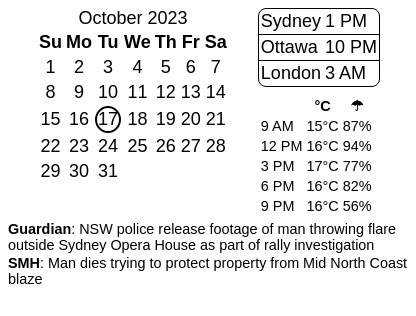 October 2023
Su Mo Tu We Th Fr Sa
1 2 3 4 5 6 7
8 9 10 11 12 13 14
15 16 17 18 19 20 21
22 23 24 25 26 27 28
29 30 31
Sydney 1 PM
Ottawa 10 PM
London 3 AM
°C ☂
9 AM 15°C 87%
12 PM 16°C 94%
3 PM 17°C 77%
6 PM 16°C 82%
9 PM 16°C 56%
Guardian: NSW police release footage of man throwing flare
outside Sydney Opera House as part of rally investigation
SMH: Man dies trying to protect property from Mid North Coast
blaze